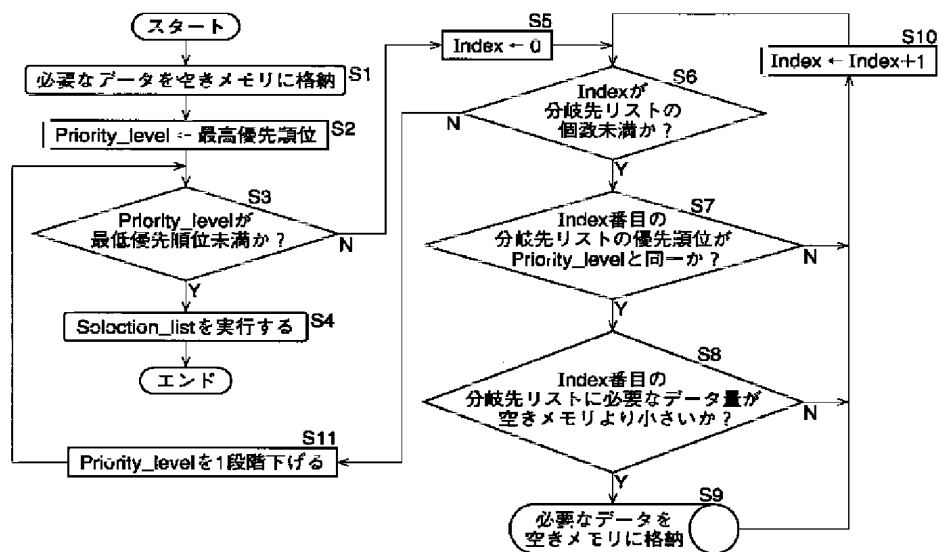 スタート
必要なデータを空きメモリに格納
S1
Priority_level ← 最高優先順位
S2
S3
Priority_levelが
最低優先順位未満か？
N
Y
Selection_listを実行する
S4
エンド
S5
Index ← 0
S6
Indexが
分岐先リストの
個数未満か？
N
Y
S7
Index番目の
分岐先リストの優先順位が
Priority_levelと同一か？
N
Y
S8
Index番目の
分岐先リストに必要なデータ量が
空きメモリより小さいか？
N
Y
S9
必要なデータを
空きメモリに格納
S10
Index ← Index+1
S11
Priority_levelを1段階下げる